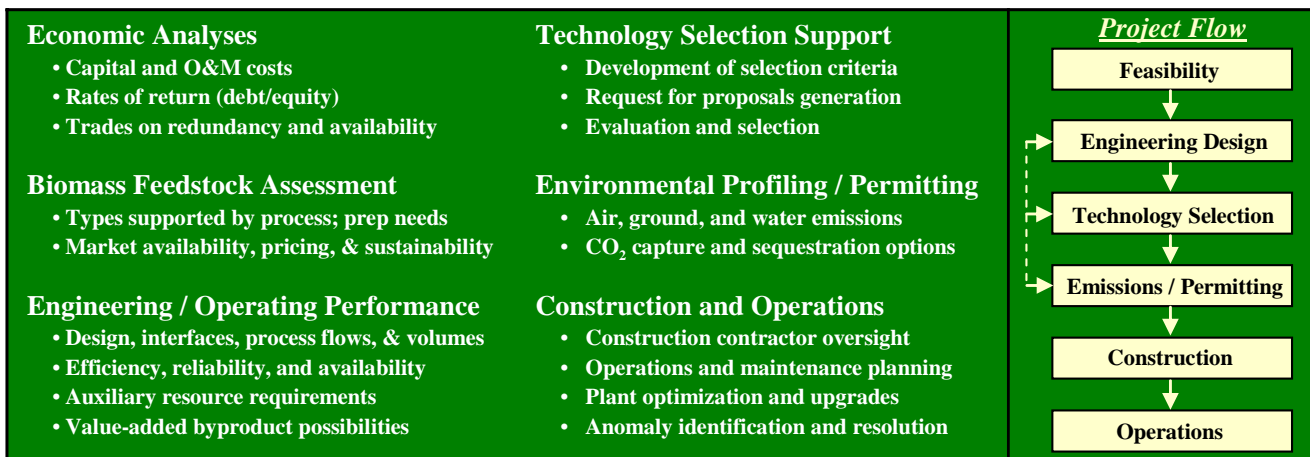 Economic Analyses
• Capital and O&M costs
• Rates of return (debt/equity)
• Trades on redundancy and availability
Biomass Feedstock Assessment
• Types supported by process; prep needs
• Market availability, pricing, & sustainability
Engineering / Operating Performance
• Design, interfaces, process flows, & volumes
• Efficiency, reliability, and availability
• Auxiliary resource requirements
• Value-added byproduct possibilities
Technology Selection Support
• Development of selection criteria
• Request for proposals generation
• Evaluation and selection
Environmental Profiling / Permitting
• Air, ground, and water emissions
• CO₂ capture and sequestration options
Construction and Operations
• Construction contractor oversight
• Operations and maintenance planning
• Plant optimization and upgrades
• Anomaly identification and resolution
Project Flow
Feasibility
Engineering Design
Technology Selection
Emissions / Permitting
Construction
Operations